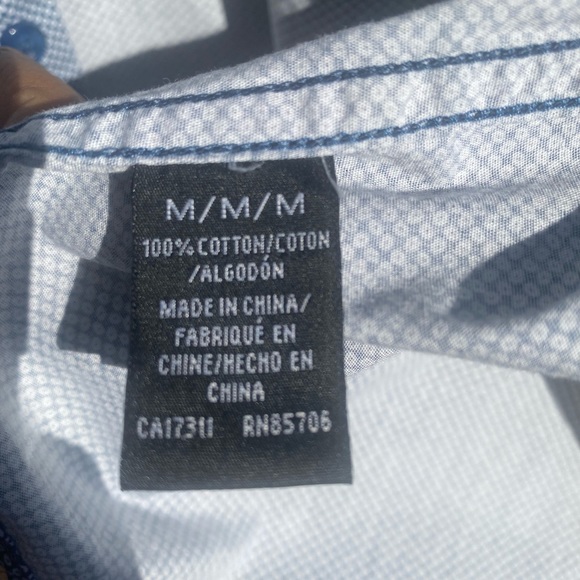 M/M/M
100% COTTON/COTON
/ALGODÓN
MADE IN CHINA/
FABRIQUÉ EN
CHINE/HECHO EN
CHINA
CA17311 RN85706